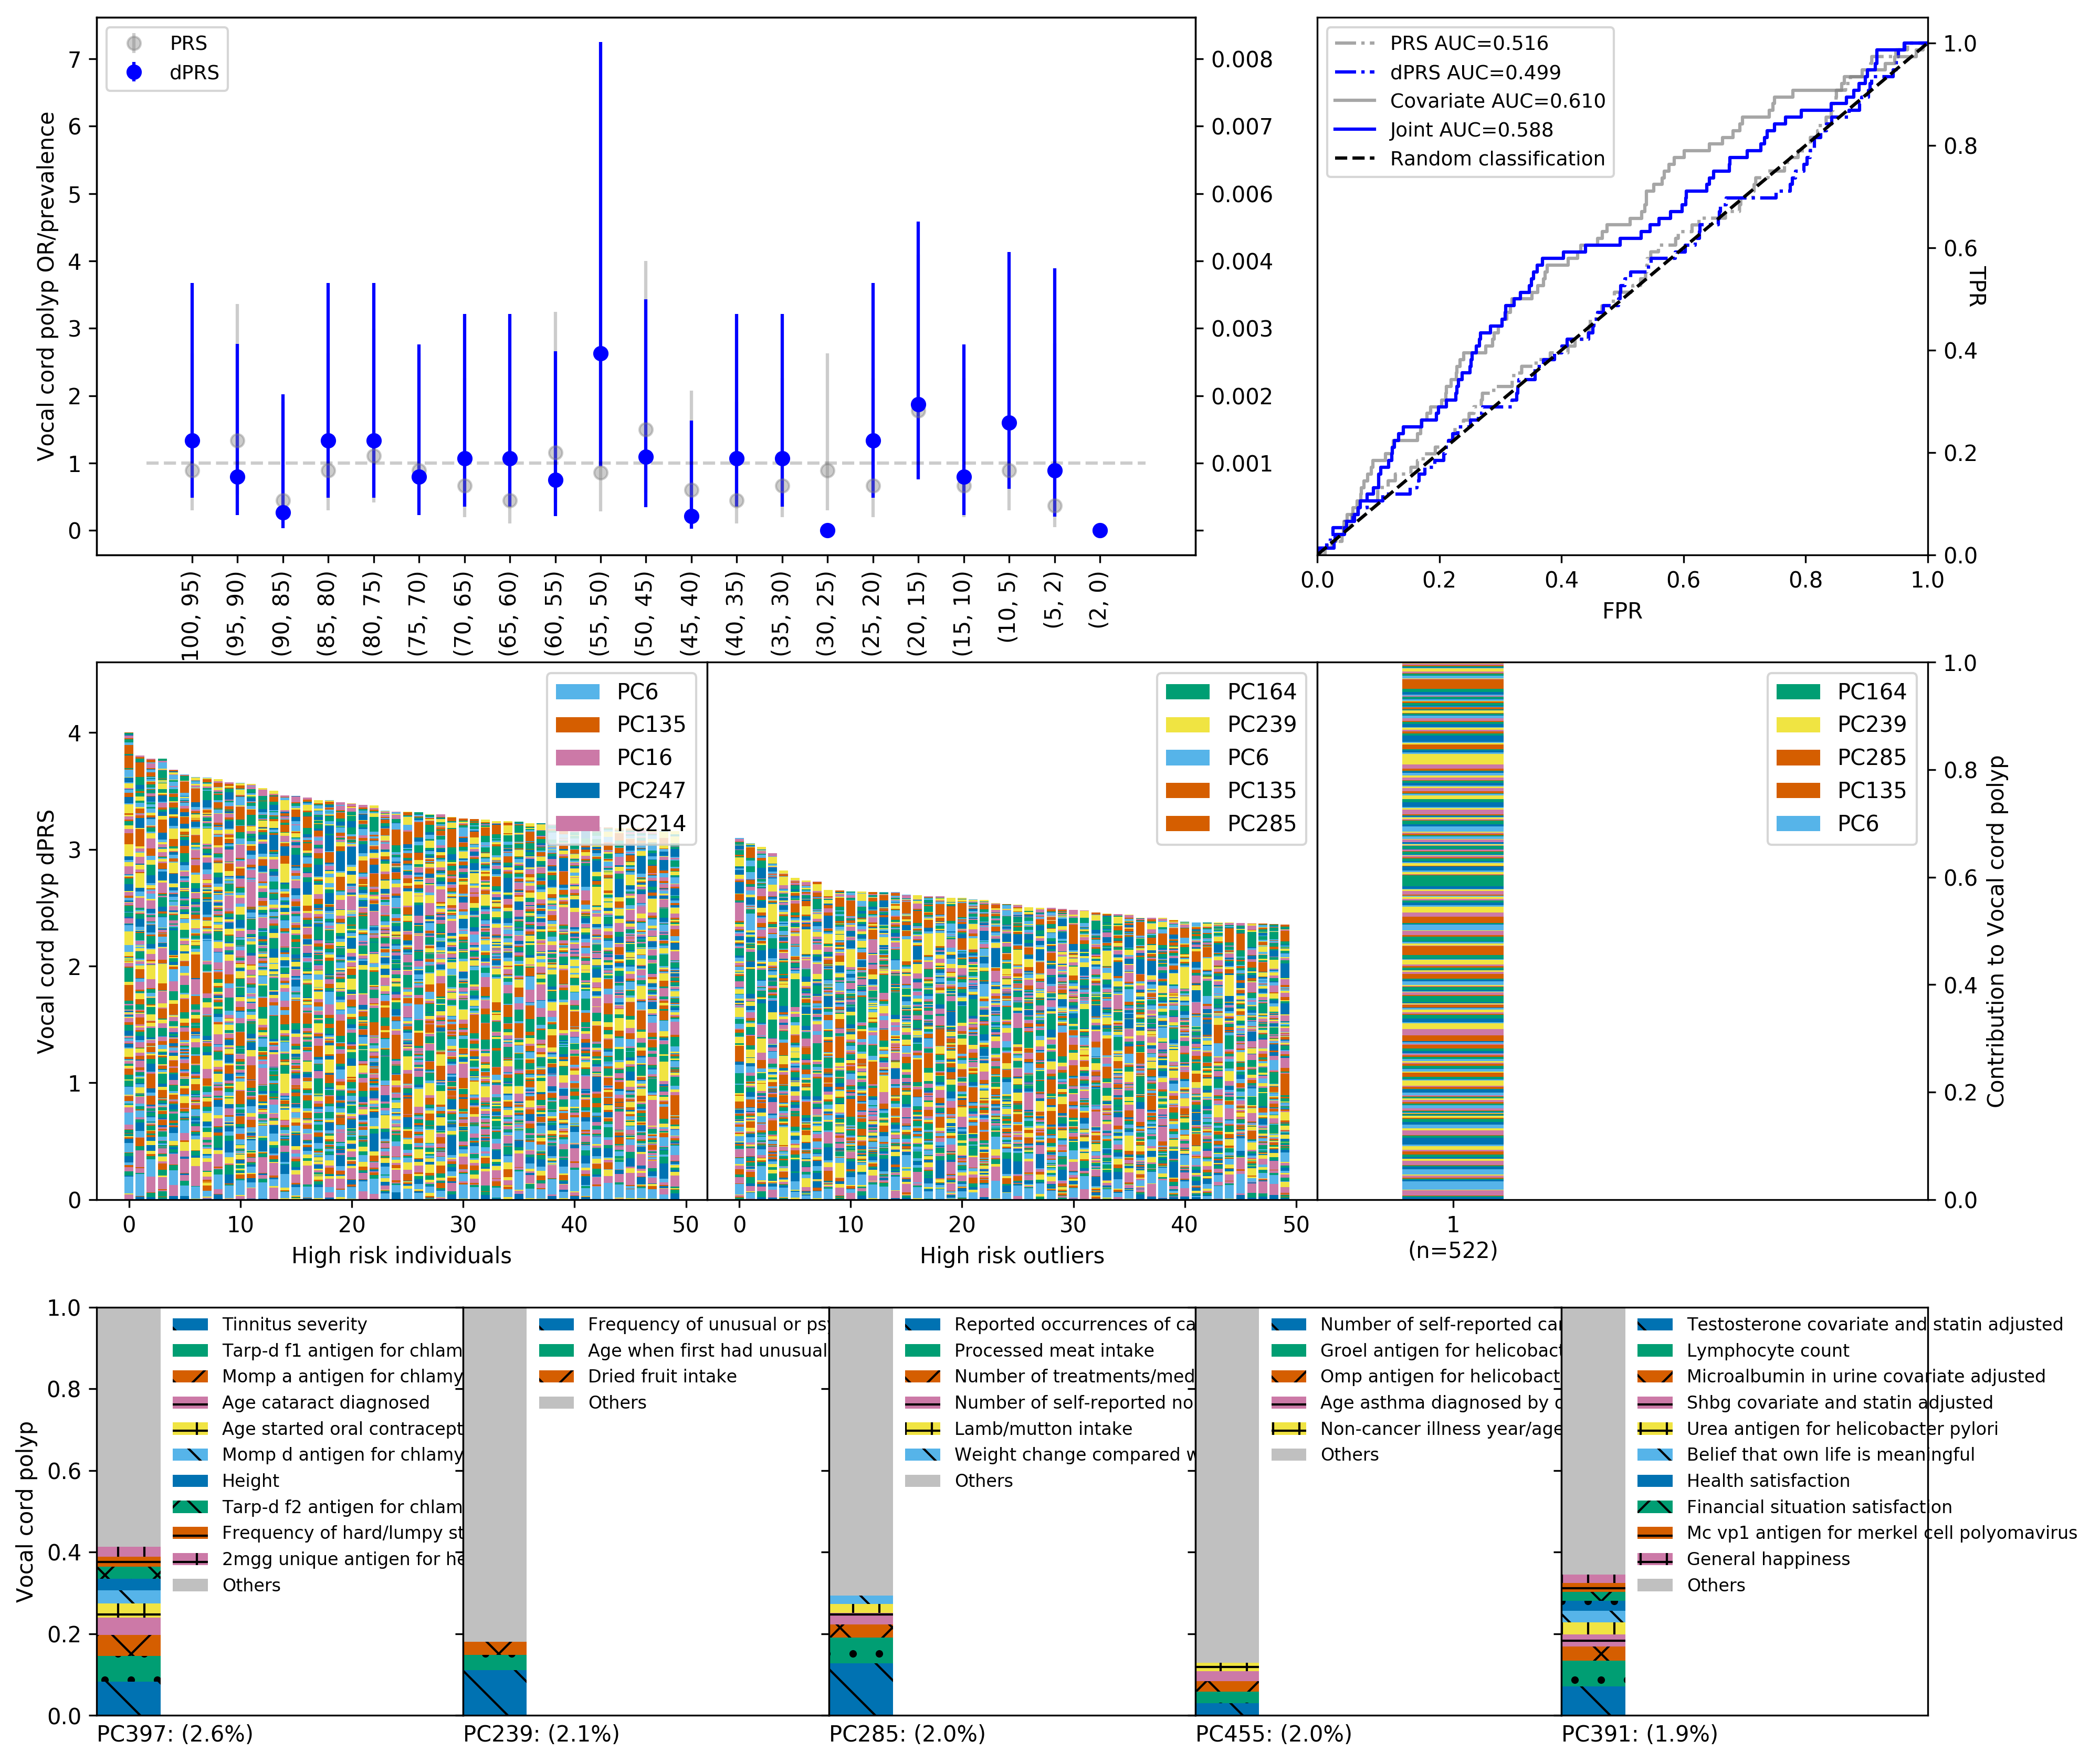 PRS
dPRS
Vocal cord polyp OR/prevalence
7
6
5
4
3
2
1
0
0.008
0.007
0.006
0.004
0.003
0.002
0.001
100, 95)
(95, 90)
(90, 85)
(85, 80)
(80, 75)
(75, 70)
(70, 65)
(65, 60)
(60, 55)
(55, 50)
(50, 45)
(45, 40)
(40, 35)
(35, 30)
(30, 25)
(25, 20)
(20, 15)
(15, 10)
(10, 5)
(5, 2)
(2, 0)
PRS AUC=0.516
dPRS AUC=0.499
Covariate AUC=0.610
Joint AUC=0.588
Random classification
1.0
0.8
0.6
0.4
0.2
0.0
TPR
0.0 0.2 0.4 0.6 0.8 1.0
FPR
Vocal cord polyp dPRS
4
3
2
1
0
PC6
PC135
PC16
PC247
PC214
0 10 20 30 40 50
High risk individuals
PC164
PC239
PC6
PC135
PC285
0 10 20 30 40 50
High risk outliers
PC164
PC239
PC285
PC135
PC6
1
(n=522)
1.0
0.8
0.6
0.4
0.2
0.0
Contribution to Vocal cord polyp
Vocal cord polyp
1.0
0.8
0.6
0.4
0.2
0.0
Tinnitus severity
Tarp-d f1 antigen for chlam
Momp a antigen for chlamy
Age cataract diagnosed
Age started oral contracept
Momp d antigen for chlamy
Height
Tarp-d f2 antigen for chlam
Frequency of hard/lumpy st
2mgg unique antigen for he
Others
PC397: (2.6%)
Frequency of unusual or psy
Age when first had unusual
Dried fruit intake
Others
PC239: (2.1%)
Reported occurrences of ca
Processed meat intake
Number of treatments/med
Number of self-reported no
Lamb/mutton intake
Weight change compared w
Others
PC285: (2.0%)
Number of self-reported can
Groel antigen for helicobact
Omp antigen for helicobact
Age asthma diagnosed by d
Non-cancer illness year/age
Others
PC455: (2.0%)
Testosterone covariate and statin adjusted
Lymphocyte count
Microalbumin in urine covariate adjusted
Shbg covariate and statin adjusted
Urea antigen for helicobacter pylori
Belief that own life is meaningful
Health satisfaction
Financial situation satisfaction
Mc vp1 antigen for merkel cell polyomavirus
General happiness
Others
PC391: (1.9%)